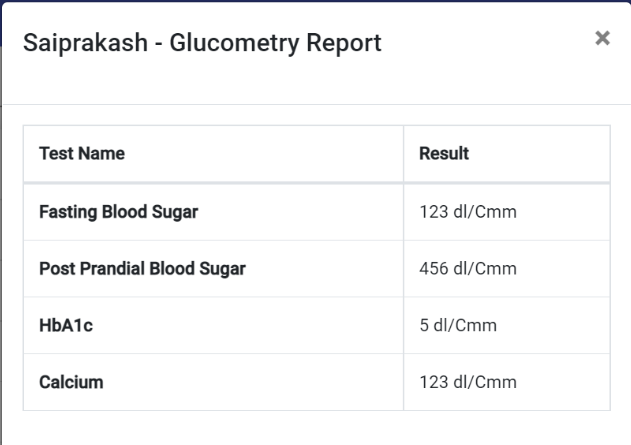 Saiprakash - Glucometry Report ×
Test Name Result
Fasting Blood Sugar 123 dl/Cmm
Post Prandial Blood Sugar 456 dl/Cmm
HbA1c 5 dl/Cmm
Calcium 123 dl/Cmm